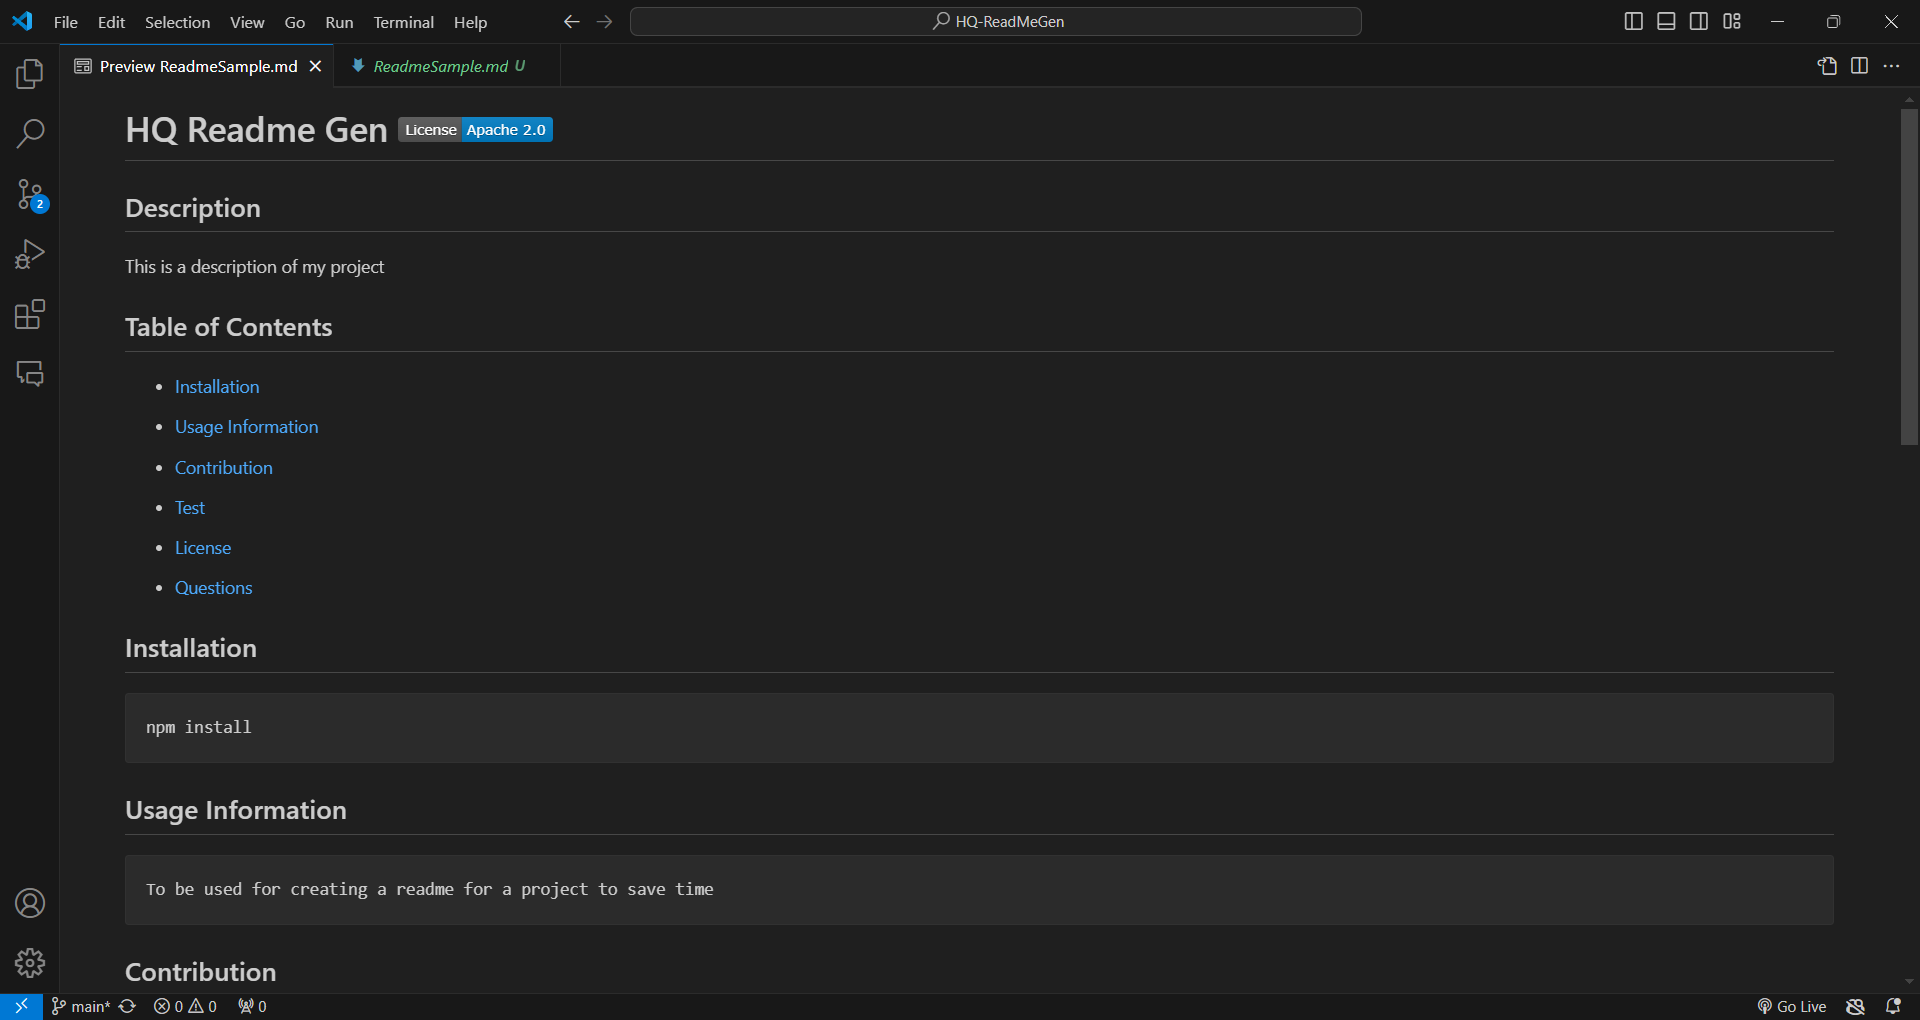 File Edit Selection View Go Run Terminal Help
HQ-ReadMeGen
Preview ReadmeSample.md
ReadmeSample.md U
HQ Readme Gen License Apache 2.0
2
Description
This is a description of my project
Table of Contents
Installation
Usage Information
Contribution
Test
License
Questions
Installation
npm install
Usage Information
To be used for creating a readme for a project to save time
Contribution
main* 0 0 0 Go Live